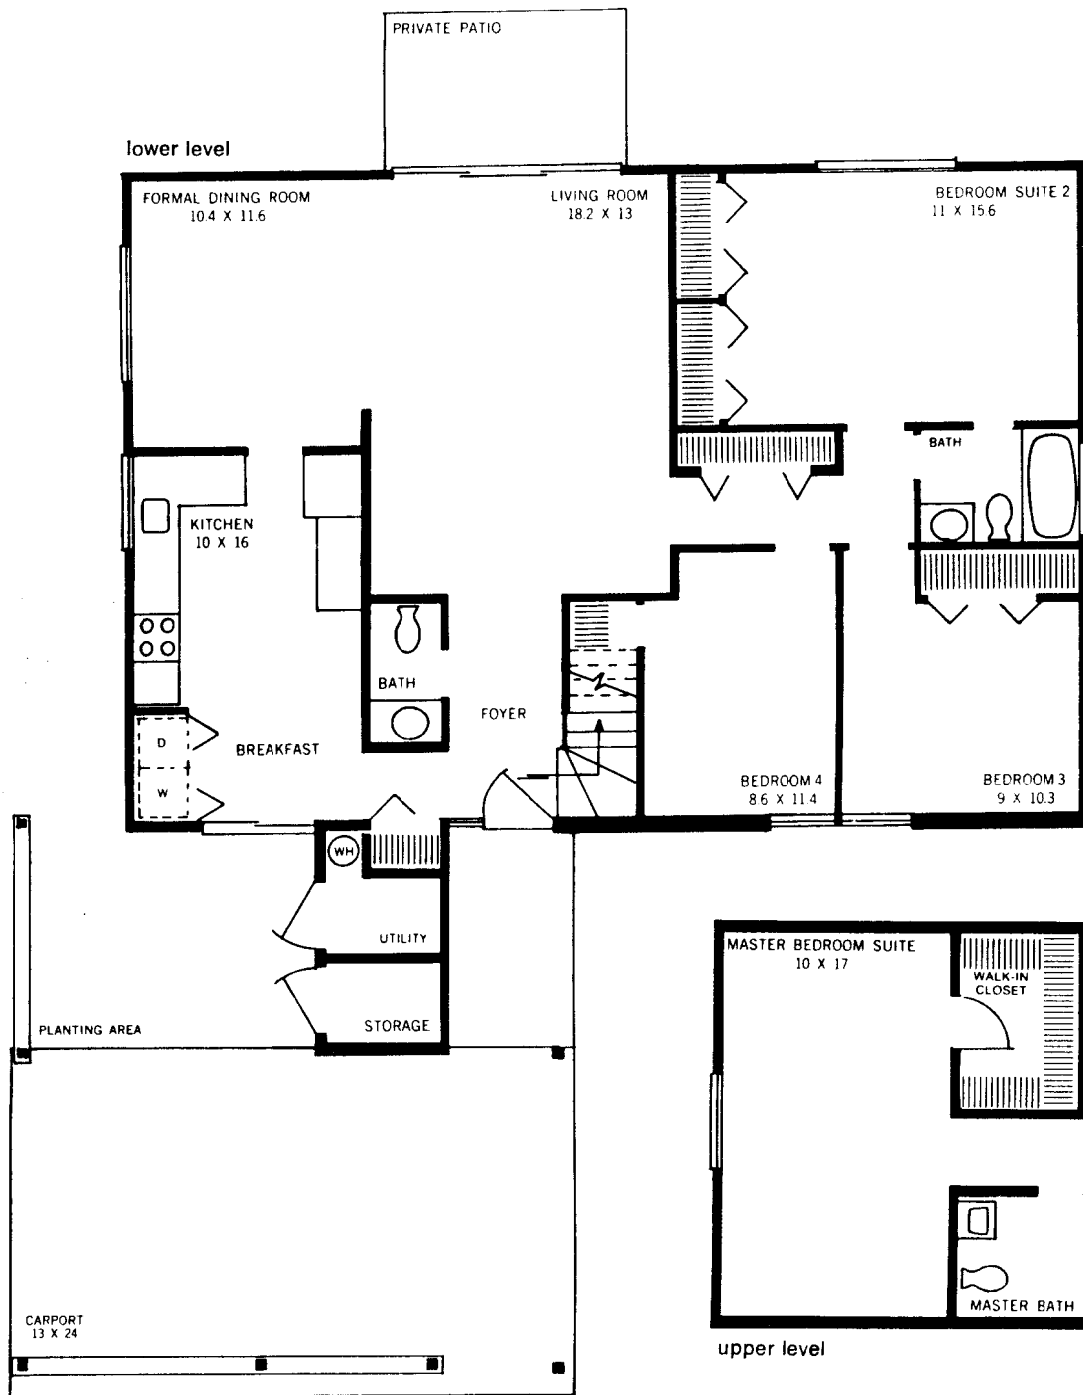 PRIVATE PATIO
lower level
FORMAL DINING ROOM
10.4 X 11.6
LIVING ROOM
18.2 X 13
BEDROOM SUITE 2
11 X 15.6
BATH
KITCHEN
10 X 16
BATH
FOYER
D
BREAKFAST
W
BEDROOM 4
8.6 X 11.4
BEDROOM 3
9 X 10.3
WH
UTILITY
STORAGE
PLANTING AREA
MASTER BEDROOM SUITE
10 X 17
WALK-IN
CLOSET
CARPORT
13 X 24
MASTER BATH
upper level